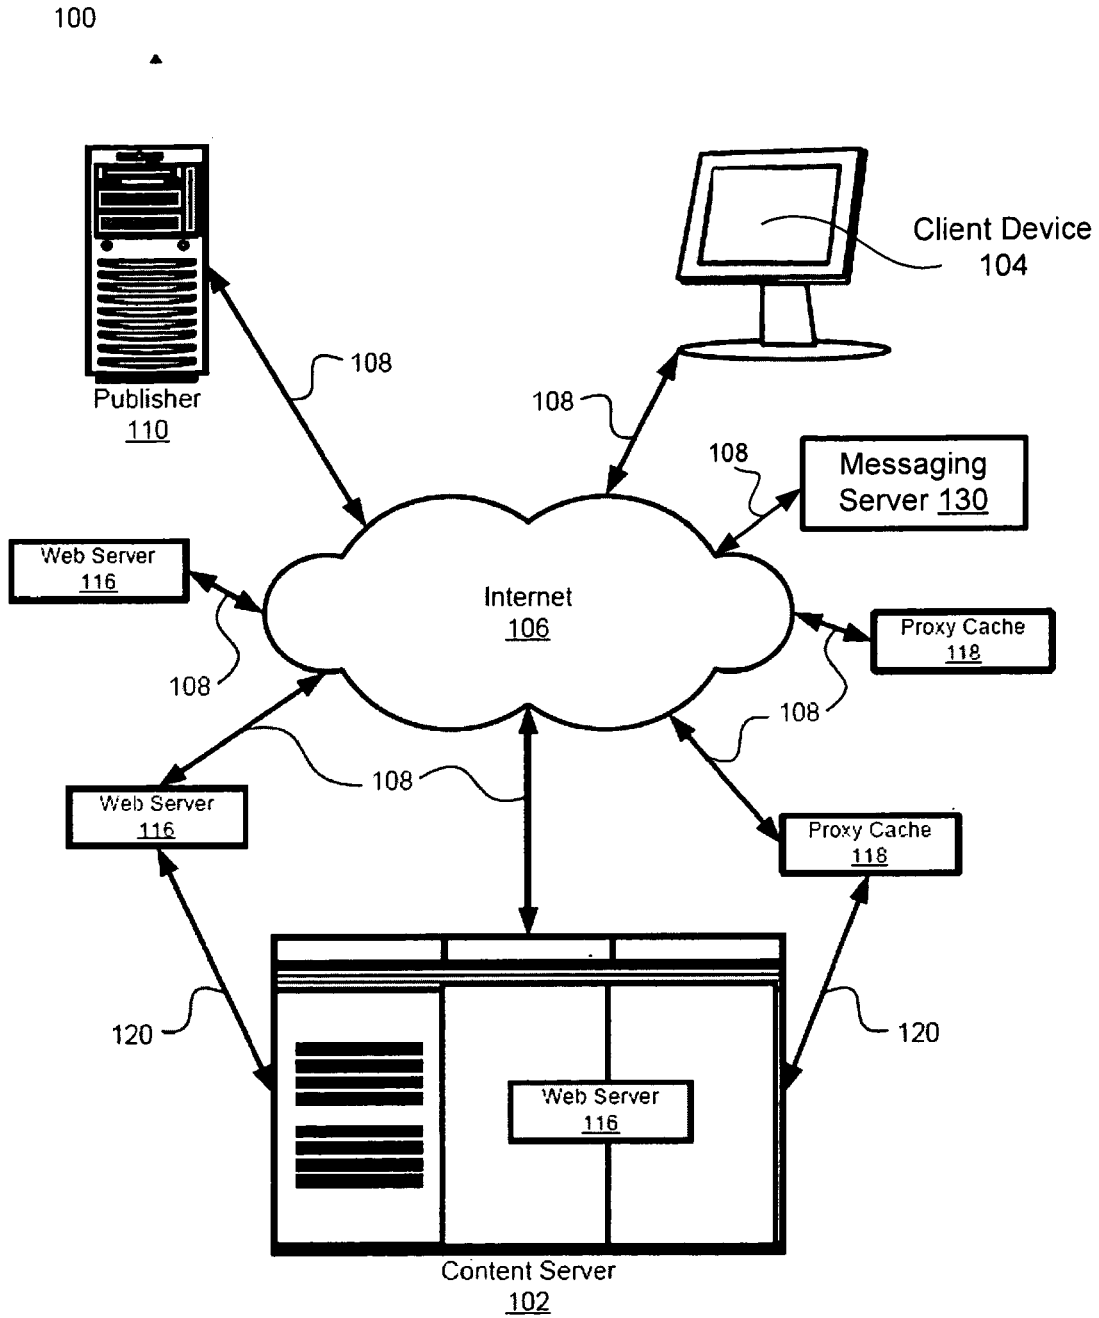 100
Client Device
104
108
Publisher
110
108
108
Messaging
Server 130
Web Server
116
Internet
106
Proxy Cache
118
108
108
108
Web Server
116
Proxy Cache
118
120
120
Web Server
116
Content Server
102